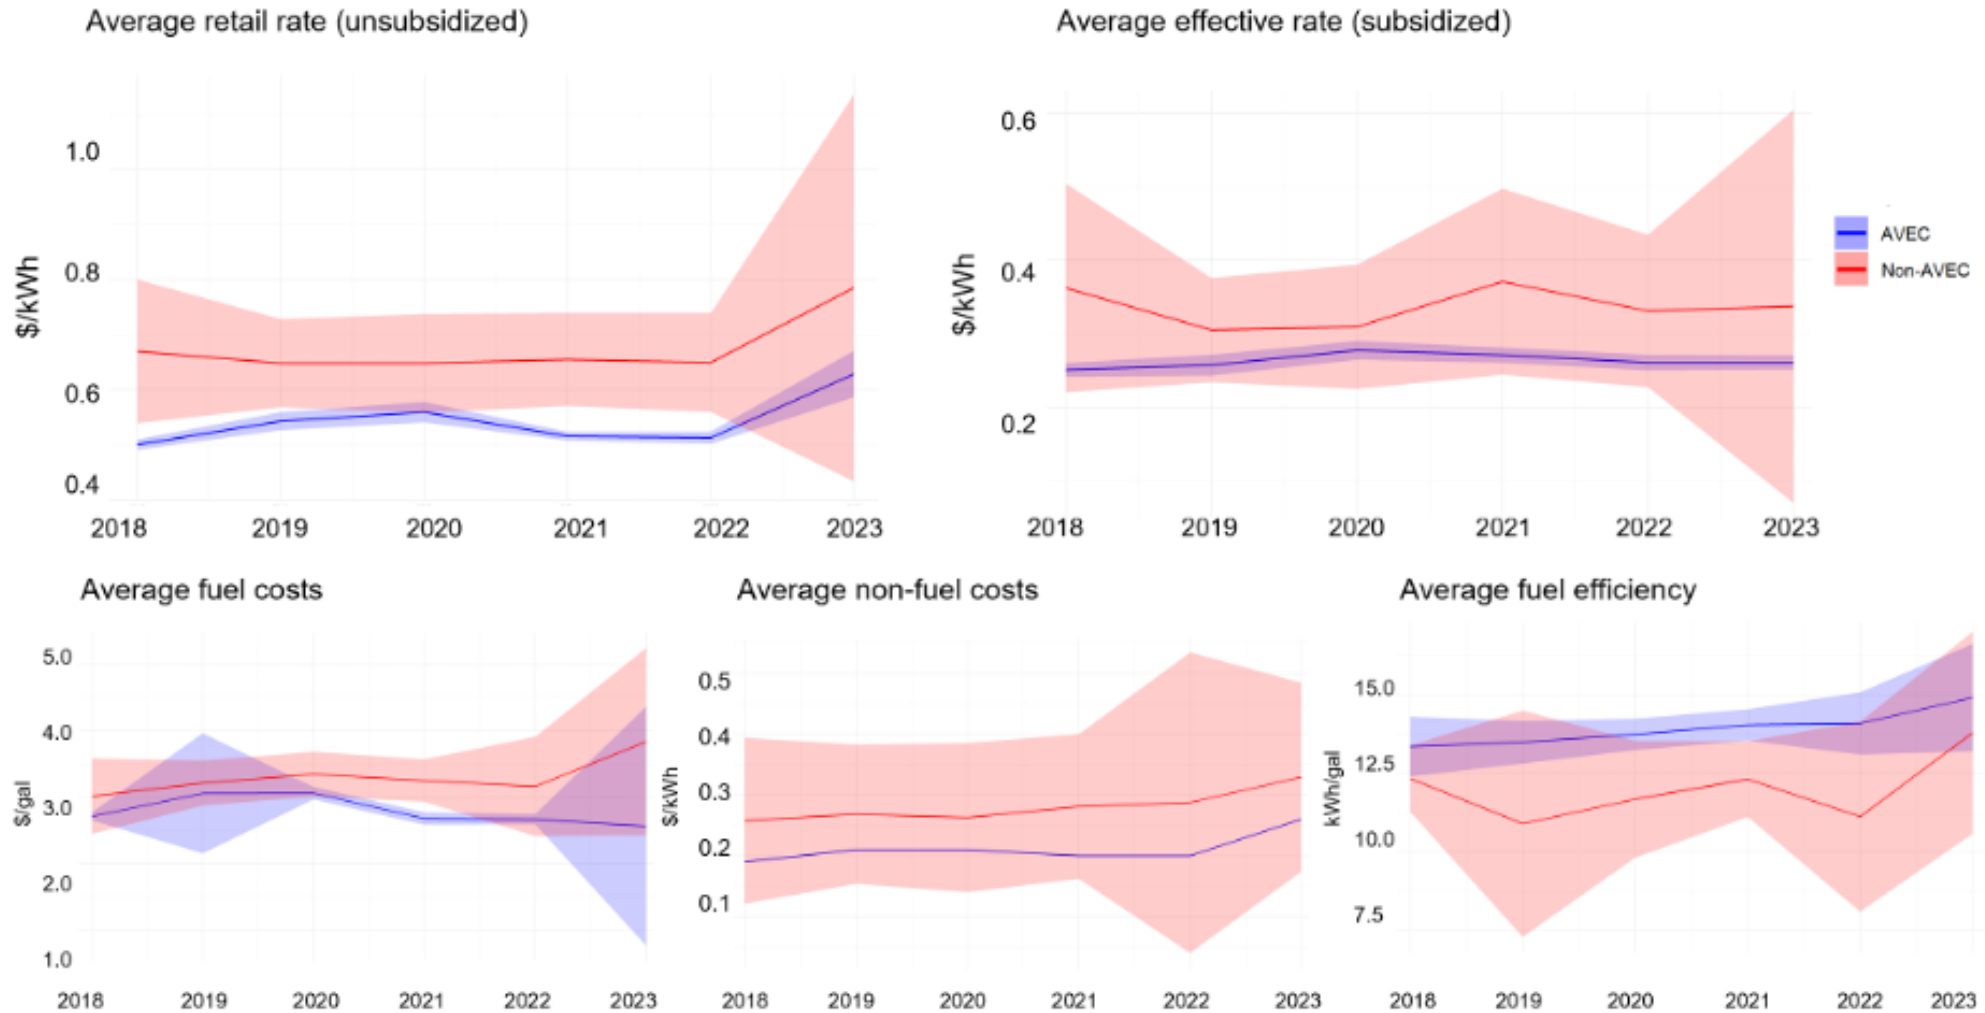 Average retail rate (unsubsidized)
$/kWh
1.0
0.8
0.6
0.4
2018 2019 2020 2021 2022 2023
Average effective rate (subsidized)
$/kWh
0.6
0.4
0.2
2018 2019 2020 2021 2022 2023
AVEC
Non-AVEC
Average fuel costs
$/gal
5.0
4.0
3.0
2.0
1.0
2018 2019 2020 2021 2022 2023
Average non-fuel costs
$/kWh
0.5
0.4
0.3
0.2
0.1
2018 2019 2020 2021 2022 2023
Average fuel efficiency
kWh/gal
15.0
12.5
10.0
7.5
2018 2019 2020 2021 2022 2023